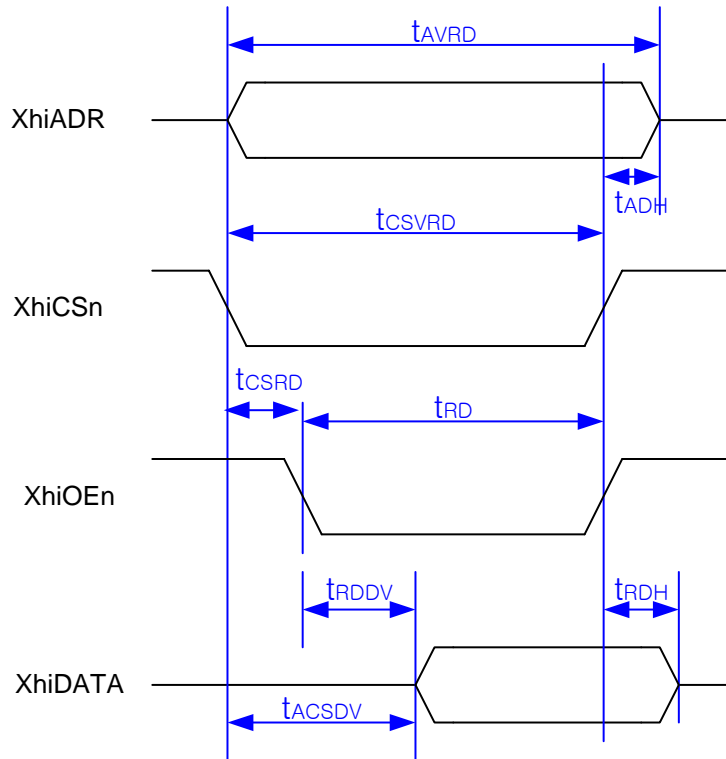 tAVRD
XhiADR
tADH
tCSVRD
XhiCSn
tCSRD
tRD
XhiOEn
tRDDV
tRDH
XhiDATA
tACSDV